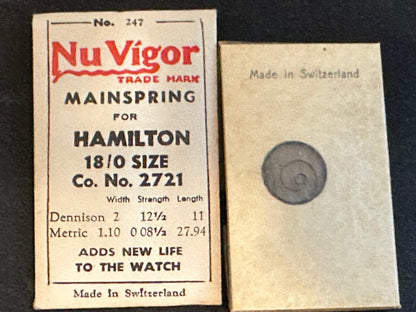 No. 247
Nu Vigor
TRADE MARK
MAINSPRING
FOR
HAMILTON
18/0 SIZE
Co. No. 2721
Width Strength Length
Dennison 2 12½ 11
Metric 1.10 0 08½ 27.94
ADDS NEW LIFE
TO THE WATCH
Made in Switzerland
Made in Switzerland